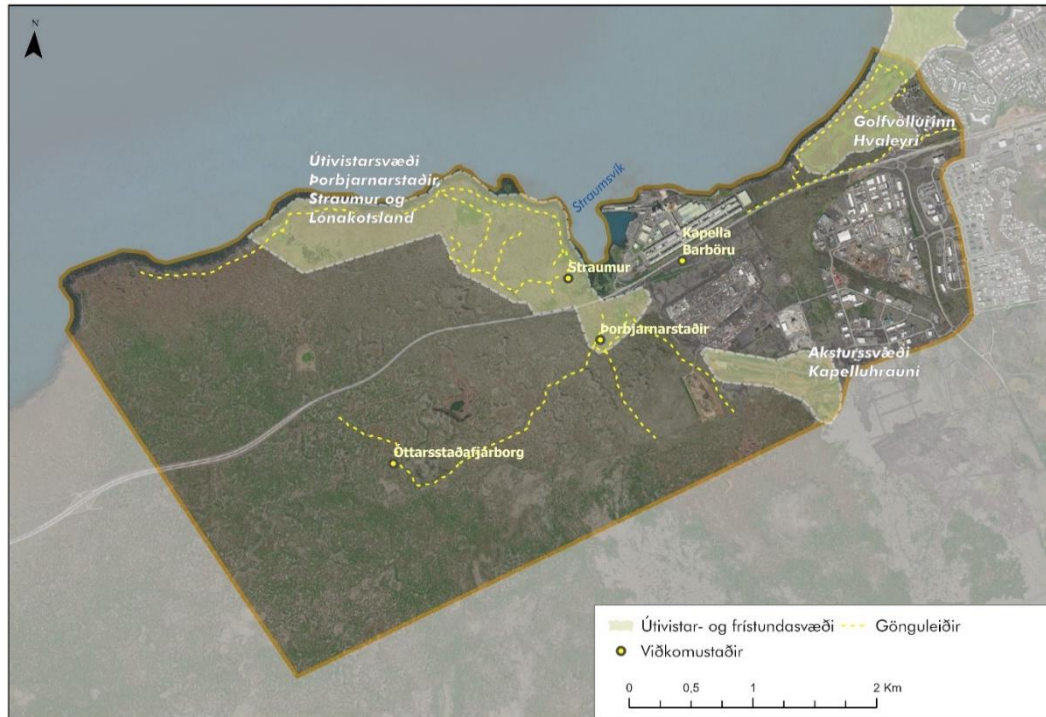 N
Golfvöllurinn
Hvaleyri
Útivistarsvæði
Þorbjarnarstaðir,
Straumur og
Lónakotsland
Straumsvík
Kapella
Barböru
Straumur
Þorbjarnarstaðir
Aksturssvæði
Kapelluhrauni
Óttarsstaðafjárborg
Útivistar- og frístundasvæði
Gönguleiðir
Viðkomustaðir
0 0,5 1 2 Km